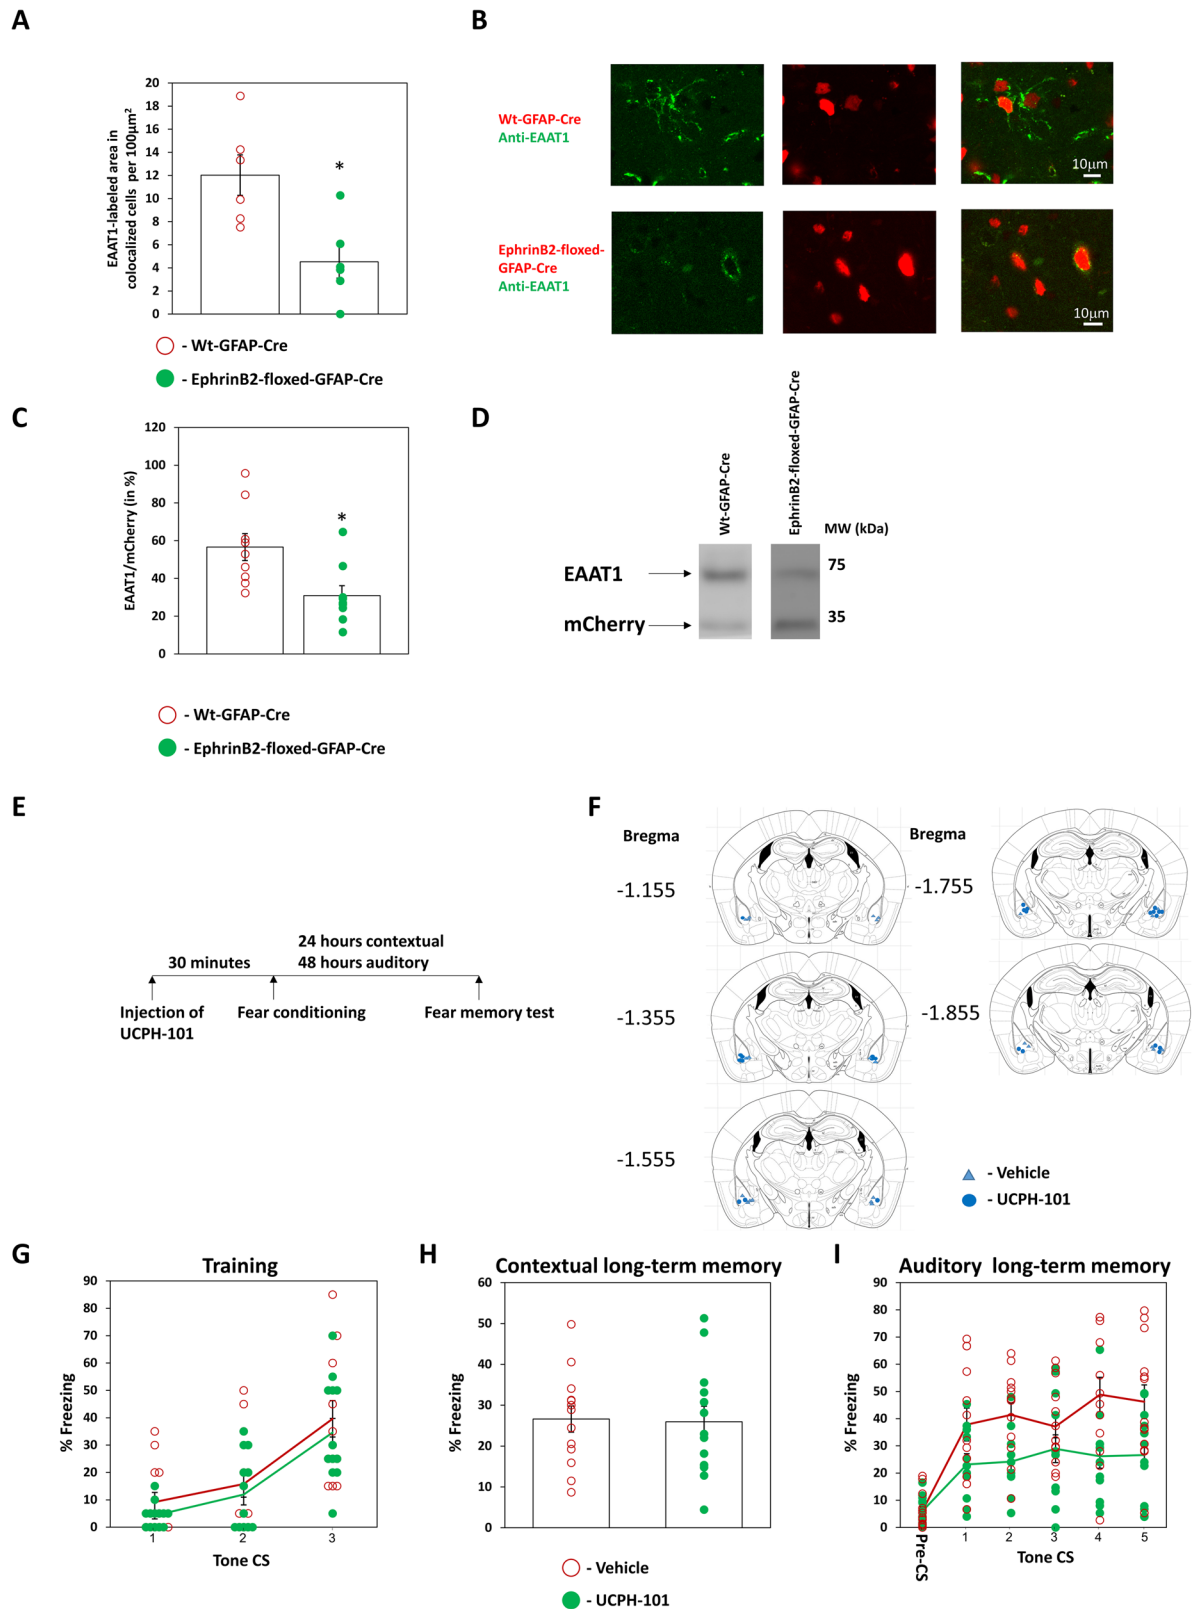 A
EAAT1-labeled area in
colocalized cells per 100µm²
20
18
16
14
12
10
8
6
4
2
0
*
- Wt-GFAP-Cre
- EphrinB2-floxed-GFAP-Cre
B
Wt-GFAP-Cre
Anti-EAAT1
10µm
EphrinB2-floxed-
GFAP-Cre
Anti-EAAT1
10µm
C
EAAT1/mCherry (in %)
120
100
80
60
40
20
0
*
- Wt-GFAP-Cre
- EphrinB2-floxed-GFAP-Cre
D
Wt-GFAP-Cre
EphrinB2-floxed-GFAP-Cre
MW (kDa)
EAAT1
75
mCherry
35
E
24 hours contextual
30 minutes
48 hours auditory
Injection of
UCPH-101
Fear conditioning
Fear memory test
F
Bregma
Bregma
-1.155
-1.755
-1.355
-1.855
-1.555
- Vehicle
- UCPH-101
G
Training
% Freezing
90
80
70
60
50
40
30
20
10
0
1
2
3
Tone CS
H
Contextual long-term memory
% Freezing
60
50
40
30
20
10
0
- Vehicle
- UCPH-101
I
Auditory long-term memory
% Freezing
90
80
70
60
50
40
30
20
10
0
Pre-CS
1
2
3
4
5
Tone CS